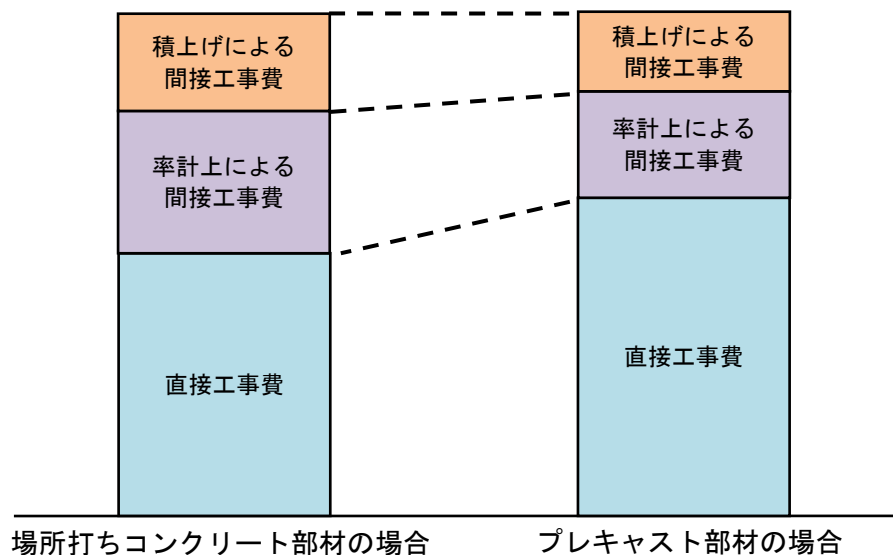 積上げによる
間接工事費
率計上による
間接工事費
直接工事費
場所打ちコンクリート部材の場合
積上げによる
間接工事費
率計上による
間接工事費
直接工事費
プレキャスト部材の場合